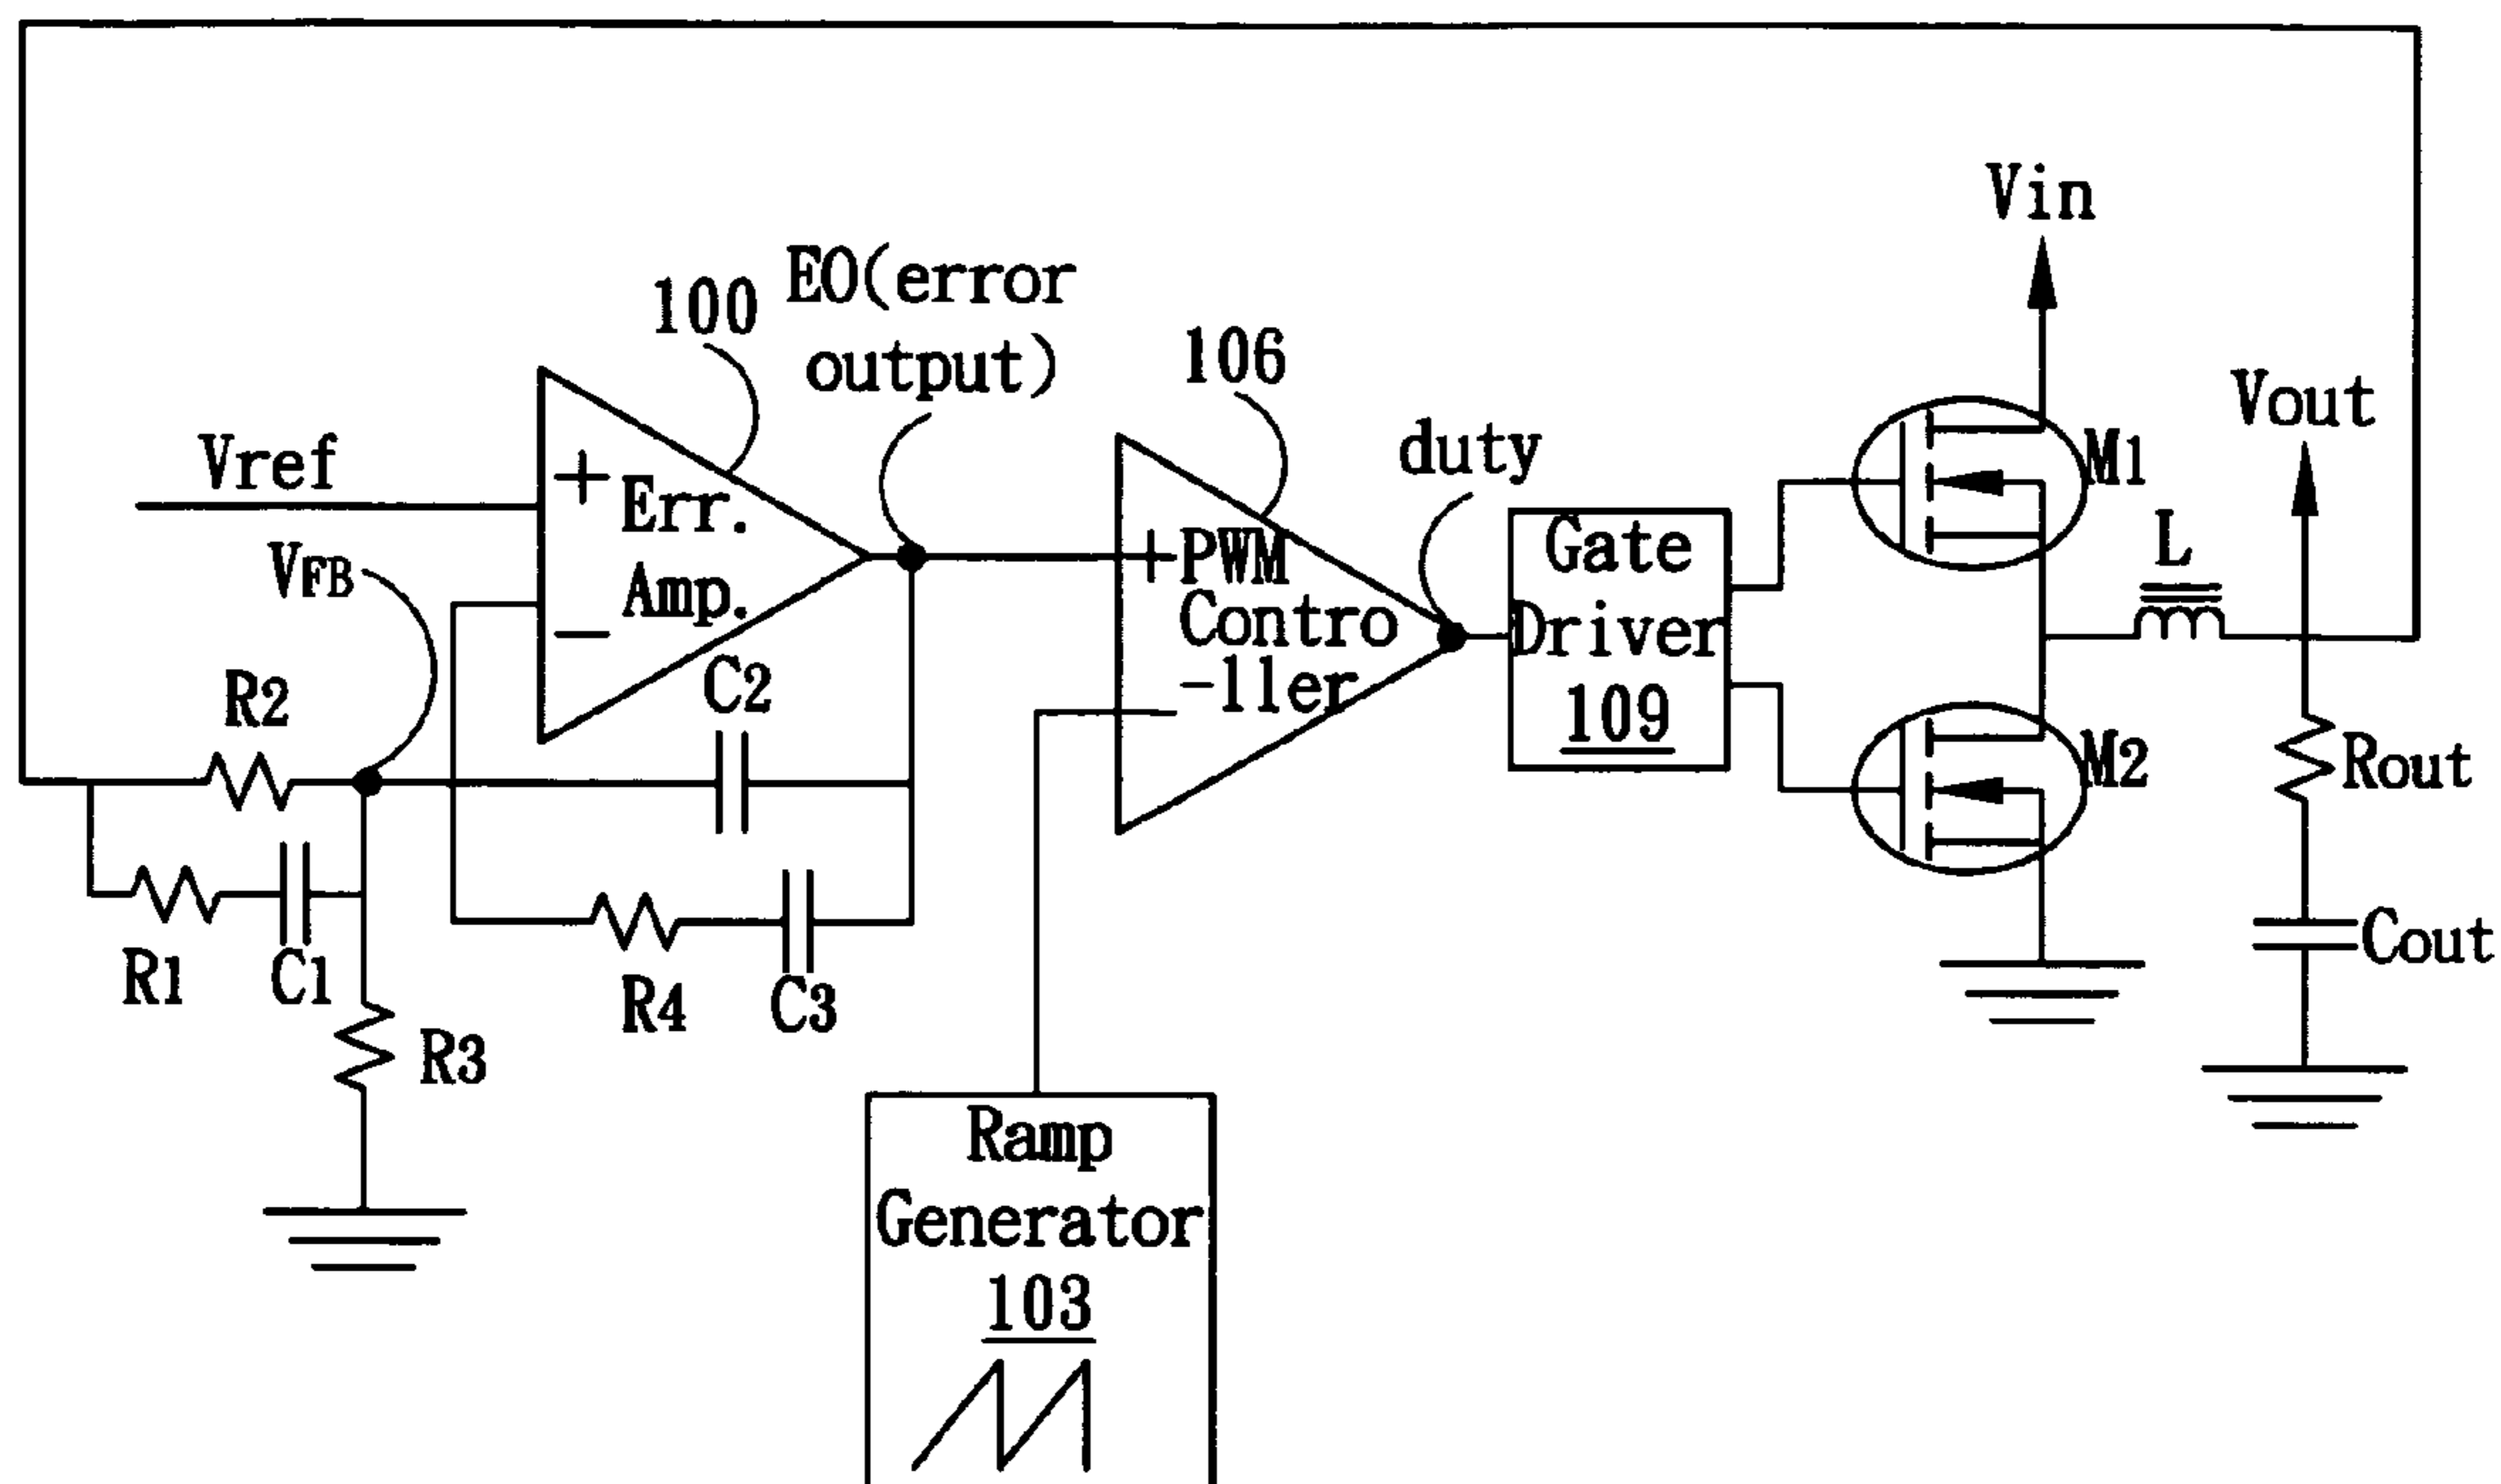 Vin
EO(error
output)
100
106
Vout
duty
M1
Vref
+
Err.
Amp.
−
VFB
+
PWM
Contro
-ller
−
Gate
Driver
109
L
C2
R2
M2
Rout
R1
C1
R4
C3
Cout
R3
Ramp
Generator
103